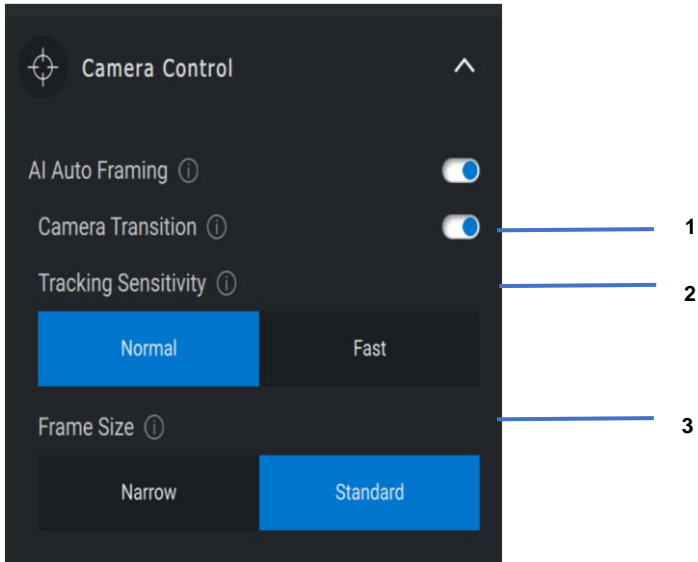 Camera Control
AI Auto Framing
Camera Transition 1
Tracking Sensitivity 2
Normal Fast
Frame Size 3
Narrow Standard